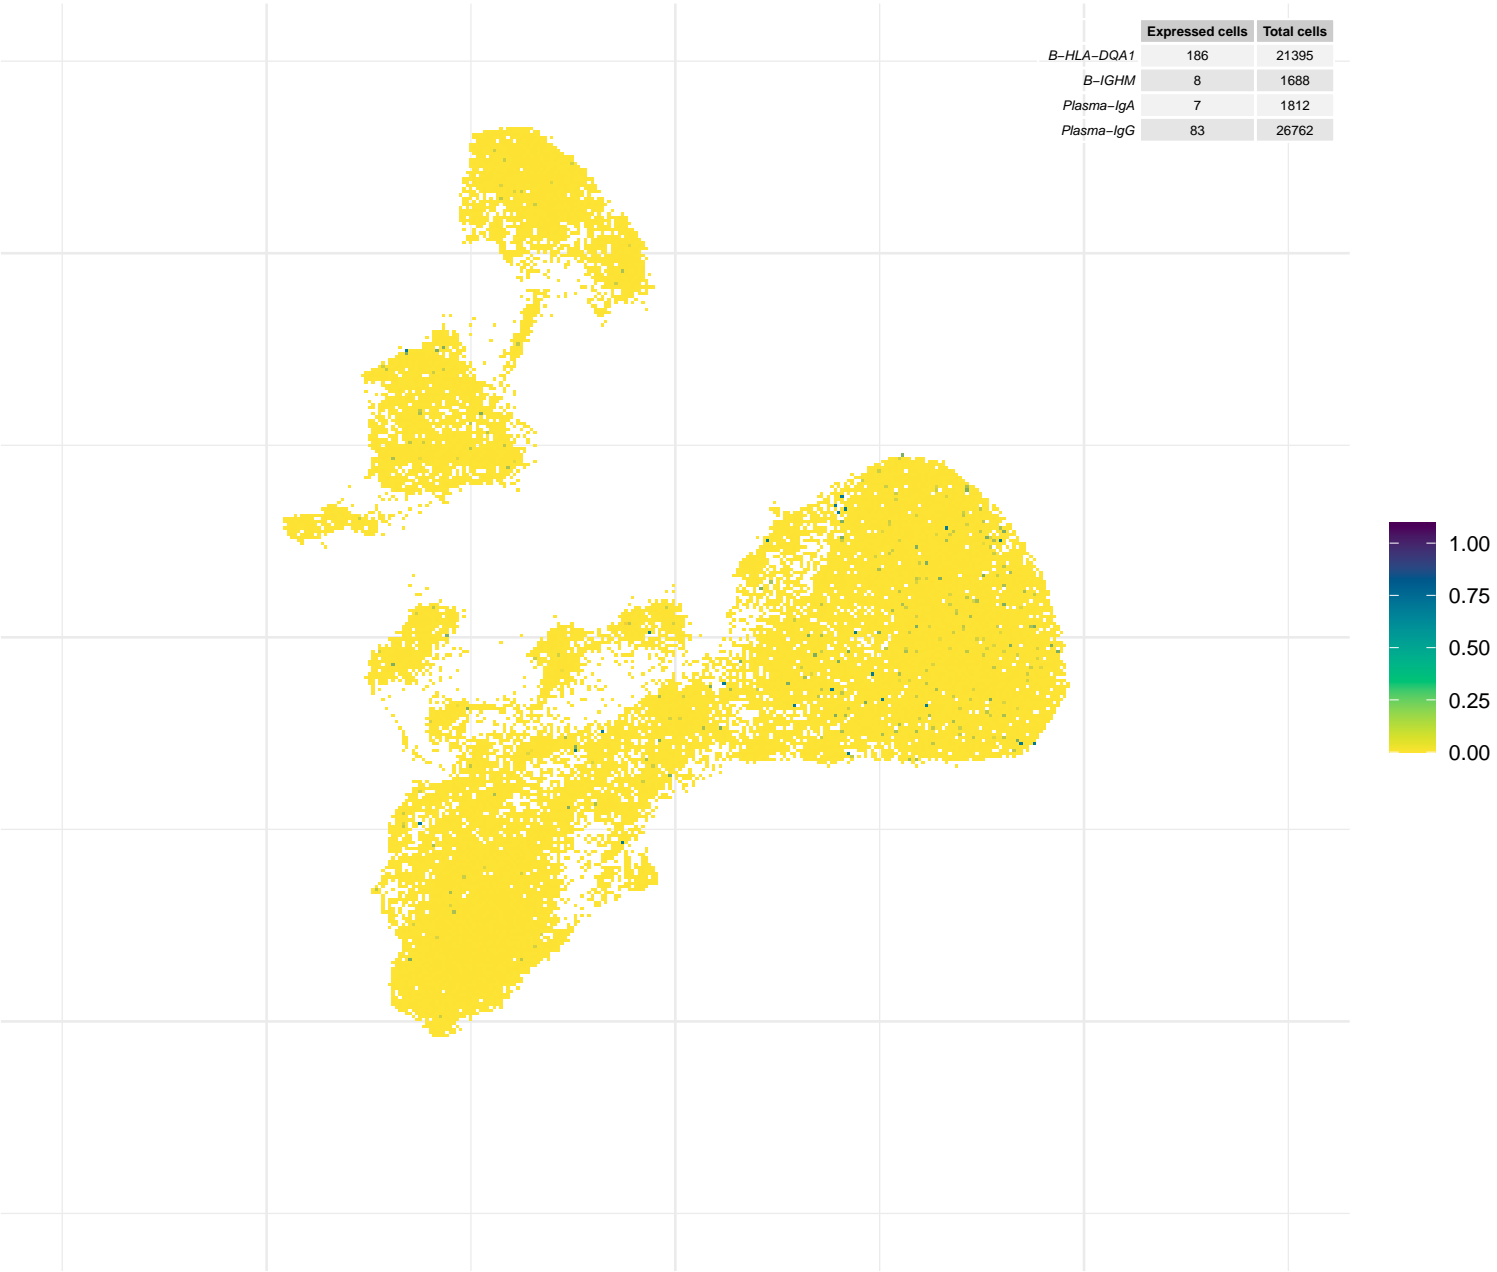 Expressed cells Total cells
B−HLA−DQA1 186 21395
B−IGHM 8 1688
Plasma−IgA 7 1812
Plasma−IgG 83 26762
1.00
0.75
0.50
0.25
0.00